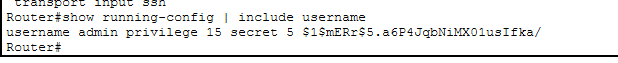 transport input ssh
Router#show running-config | include username
username admin privilege 15 secret 5 $1$mERr$5.a6P4JqbNiMX01usIfka/
Router#